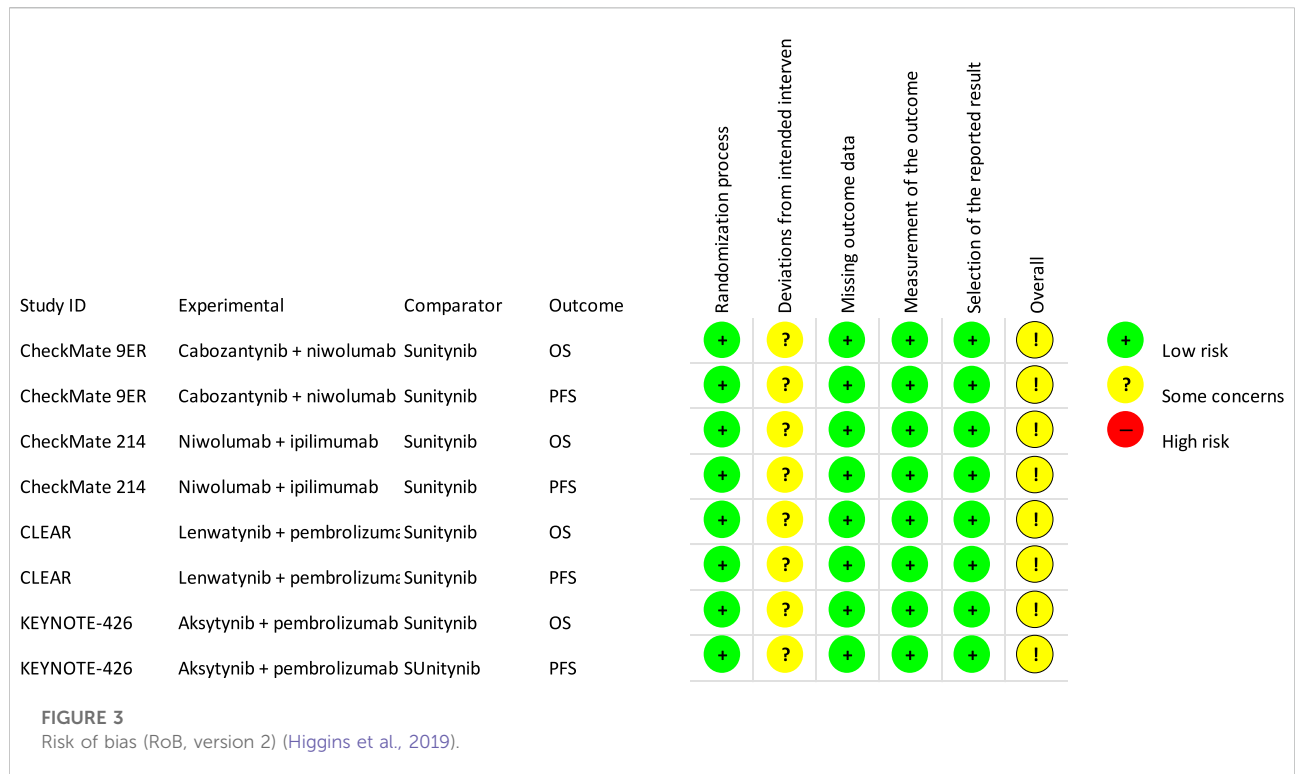 Randomization process
Deviations from intended interven
Missing outcome data
Measurement of the outcome
Selection of the reported result
Overall
Study ID Experimental Comparator Outcome
CheckMate 9ER Cabozantynib + niwolumab Sunitynib OS + ? + + + !
CheckMate 9ER Cabozantynib + niwolumab Sunitynib PFS + ? + + + !
CheckMate 214 Niwolumab + ipilimumab Sunitynib OS + ? + + + !
CheckMate 214 Niwolumab + ipilimumab Sunitynib PFS + ? + + + !
CLEAR Lenwatynib + pembrolizuma Sunitynib OS + ? + + + !
CLEAR Lenwatynib + pembrolizuma Sunitynib PFS + ? + + + !
KEYNOTE-426 Aksytynib + pembrolizumab Sunitynib OS + ? + + + !
KEYNOTE-426 Aksytynib + pembrolizumab SUnitynib PFS + ? + + + !
+ Low risk
? Some concerns
− High risk
FIGURE 3
Risk of bias (RoB, version 2) (Higgins et al., 2019).